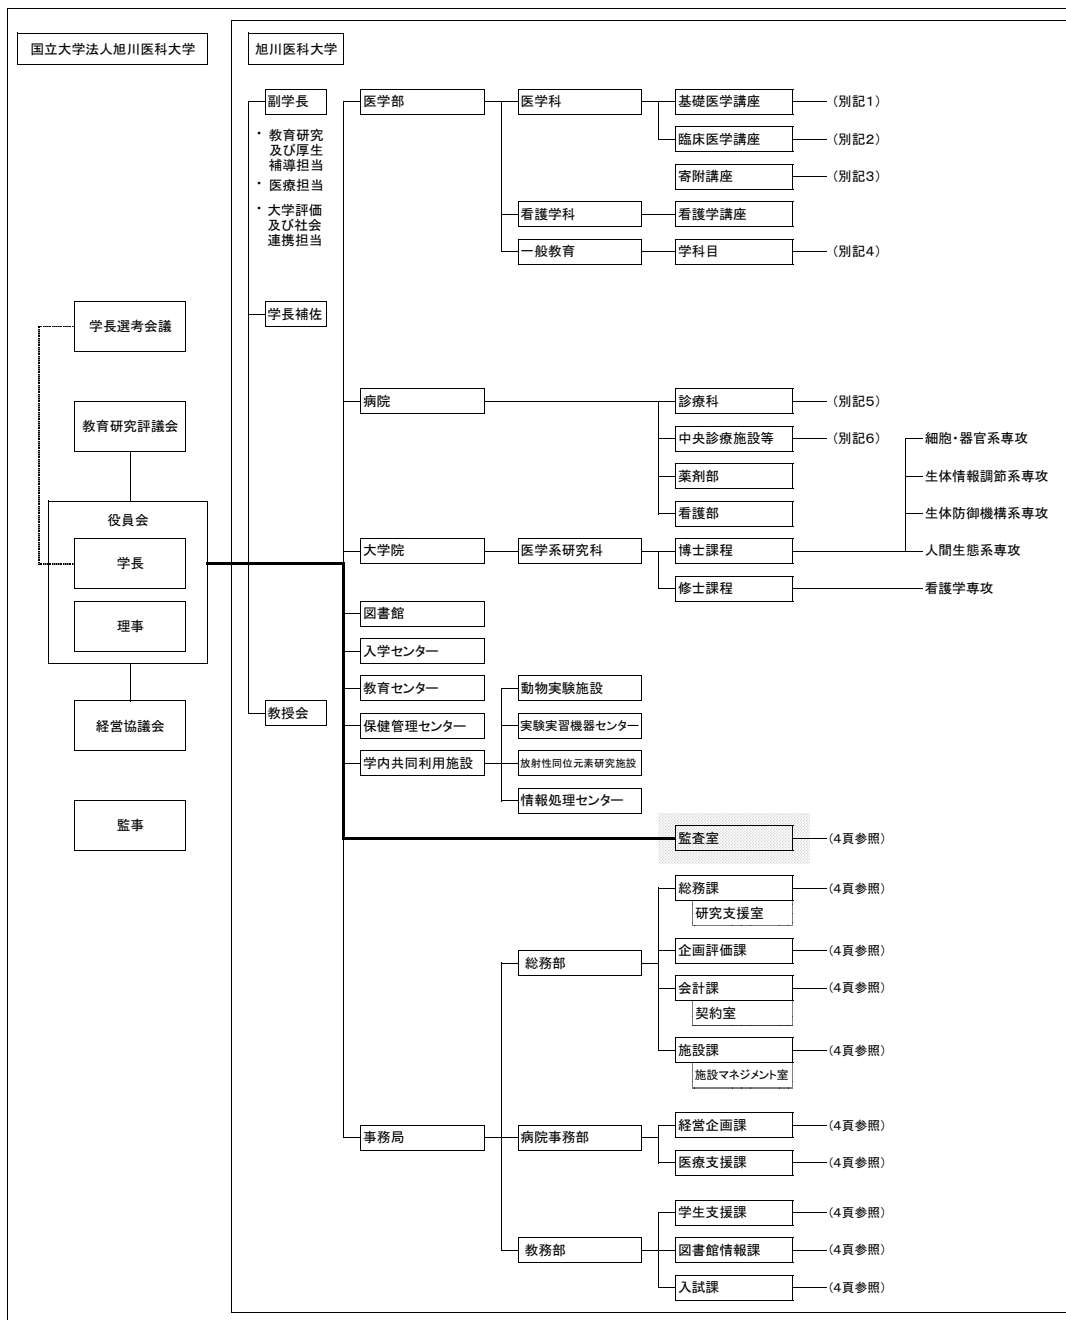 国立大学法人旭川医科大学
旭川医科大学
副学長
・ 教育研究
及び厚生
補導担当
・ 医療担当
・ 大学評価
及び社会
連携担当
医学部
医学科
基礎医学講座
(別記1)
臨床医学講座
(別記2)
寄附講座
(別記3)
看護学科
看護学講座
一般教育
学科目
(別記4)
学長選考会議
学長補佐
教育研究評議会
病院
診療科
(別記5)
中央診療施設等
(別記6)
薬剤部
看護部
細胞・器官系専攻
生体情報調節系専攻
生体防御機構系専攻
役員会
学長
理事
大学院
医学系研究科
博士課程
人間生態系専攻
修士課程
看護学専攻
図書館
入学センター
教育センター
保健管理センター
学内共同利用施設
動物実験施設
実験実習機器センター
放射性同位元素研究施設
情報処理センター
教授会
経営協議会
監事
監査室
(4頁参照)
総務課
(4頁参照)
研究支援室
総務部
企画評価課
(4頁参照)
会計課
(4頁参照)
契約室
施設課
(4頁参照)
施設マネジメント室
事務局
病院事務部
経営企画課
(4頁参照)
医療支援課
(4頁参照)
教務部
学生支援課
(4頁参照)
図書館情報課
(4頁参照)
入試課
(4頁参照)